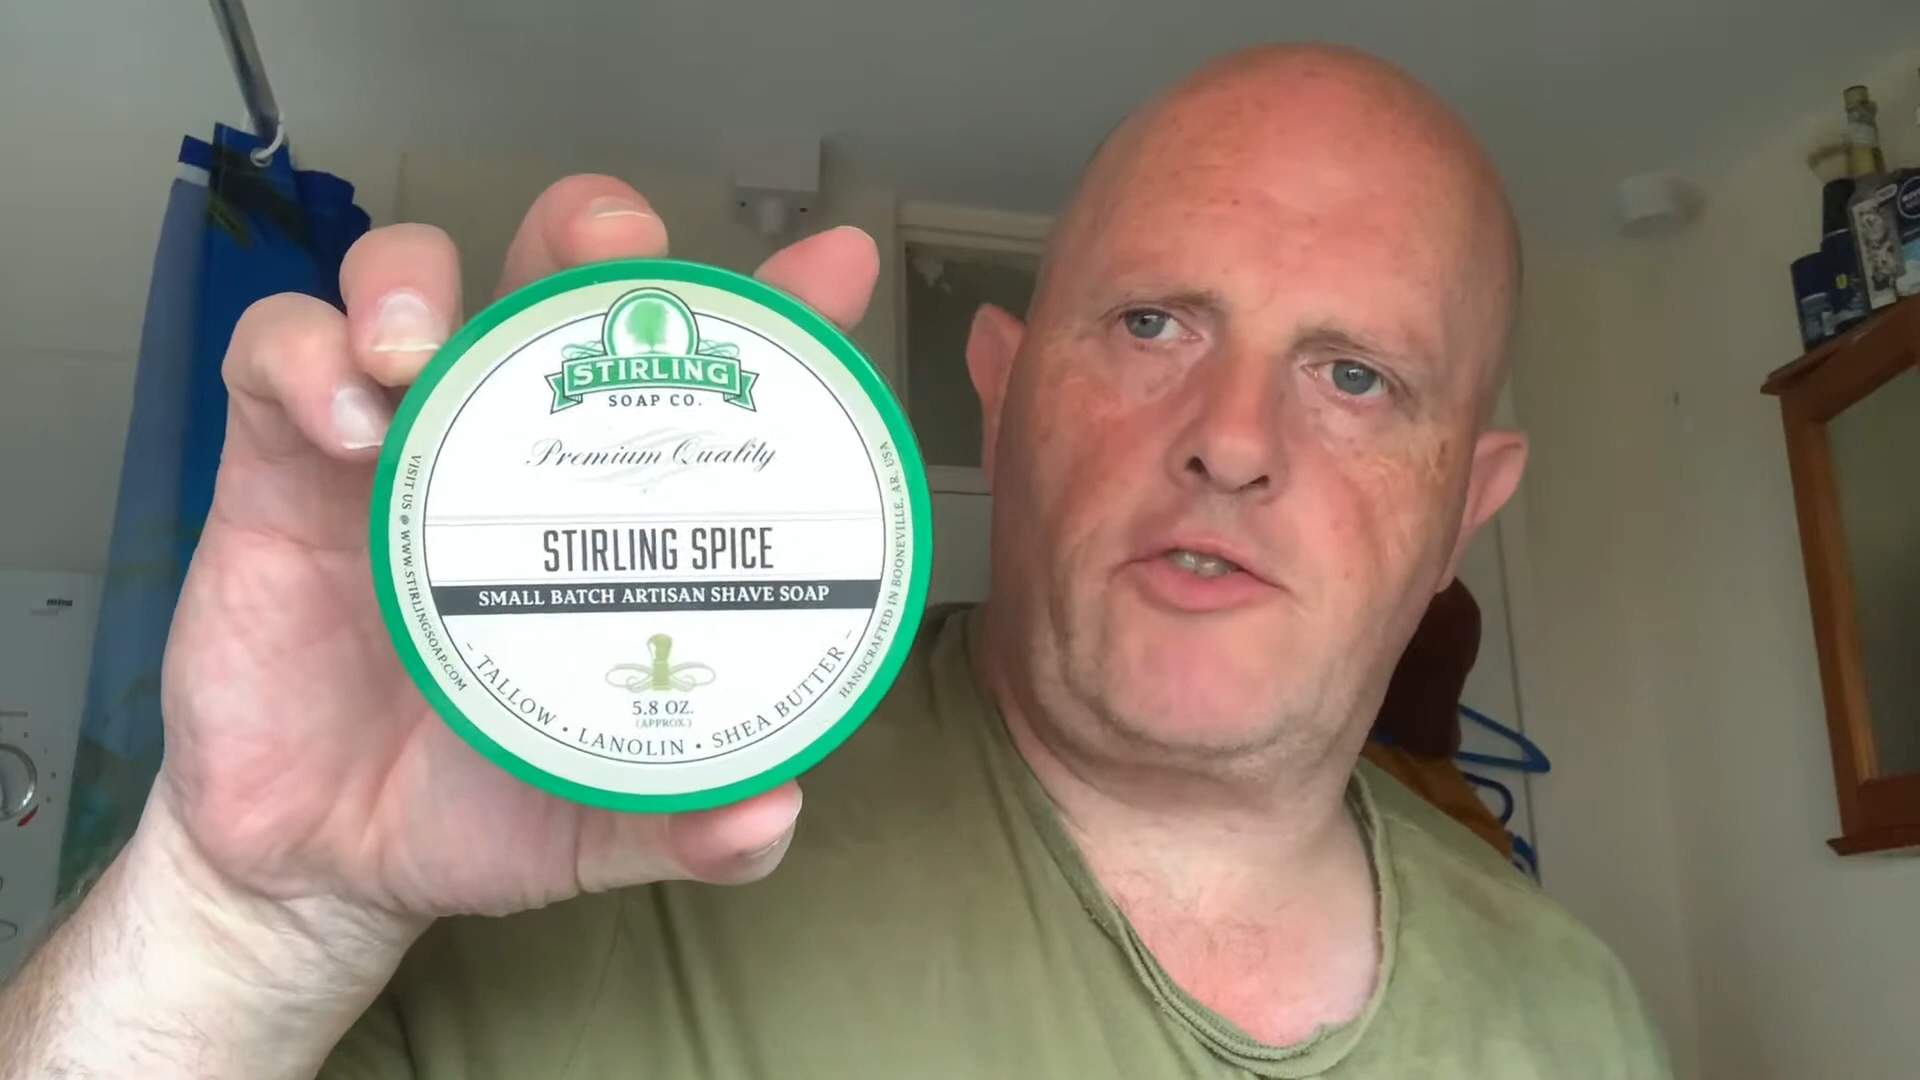 STIRLING
SOAP CO.
Premium Quality
STIRLING SPICE
SMALL BATCH ARTISAN SHAVE SOAP
5.8 OZ.
(APPROX.)
- TALLOW • LANOLIN • SHEA BUTTER -
VISIT US @ WWW.STIRLINGSOAP.COM
HANDCRAFTED IN BOONEVILLE, AR, USA
NIVEA